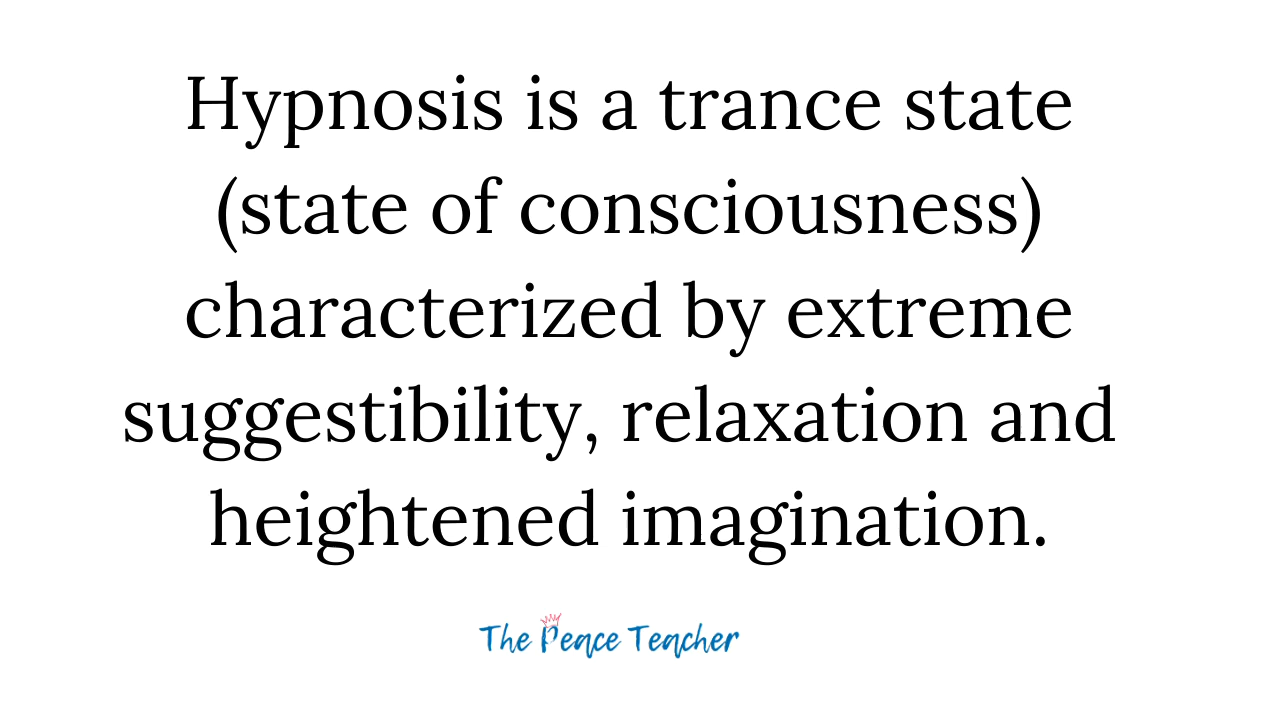 Hypnosis is a trance state
(state of consciousness)
characterized by extreme
suggestibility, relaxation and
heightened imagination.
The Peace Teacher